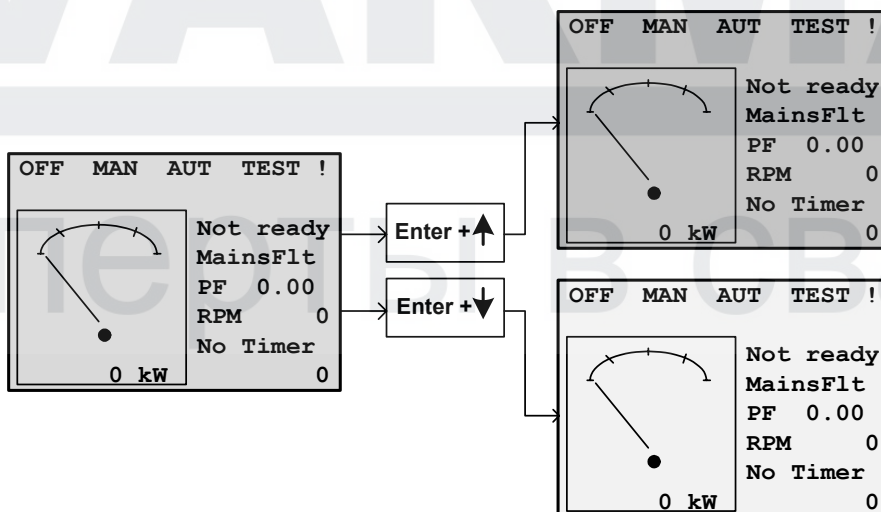 OFF MAN AUT TEST !
Not ready
MainsFlt
PF 0.00
RPM 0
No Timer
0 kW 0
Enter +
Enter +
OFF MAN AUT TEST !
Not ready
MainsFlt
PF 0.00
RPM 0
No Timer
0 kW 0
OFF MAN AUT TEST !
Not ready
MainsFlt
PF 0.00
RPM 0
No Timer
0 kW 0